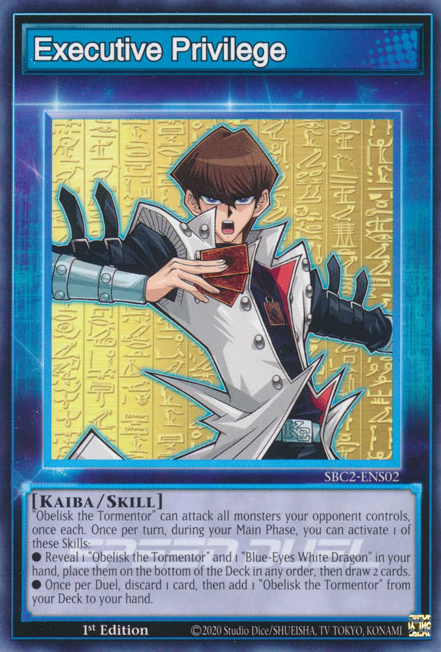 Executive Privilege
SBC2-ENS02
[KAIBA/SKILL]
"Obelisk the Tormentor" can attack all monsters your opponent controls,
once each. Once per turn, during your Main Phase, you can activate 1 of
these Skills:
● Reveal 1 "Obelisk the Tormentor" and 1 "Blue-Eyes White Dragon" in your
hand, place them on the bottom of the Deck in any order, then draw 2 cards.
● Once per Duel, discard 1 card, then add 1 "Obelisk the Tormentor" from
your Deck to your hand.
SPEED DUEL
1st Edition
©2020 Studio Dice/SHUEISHA, TV TOKYO, KONAMI